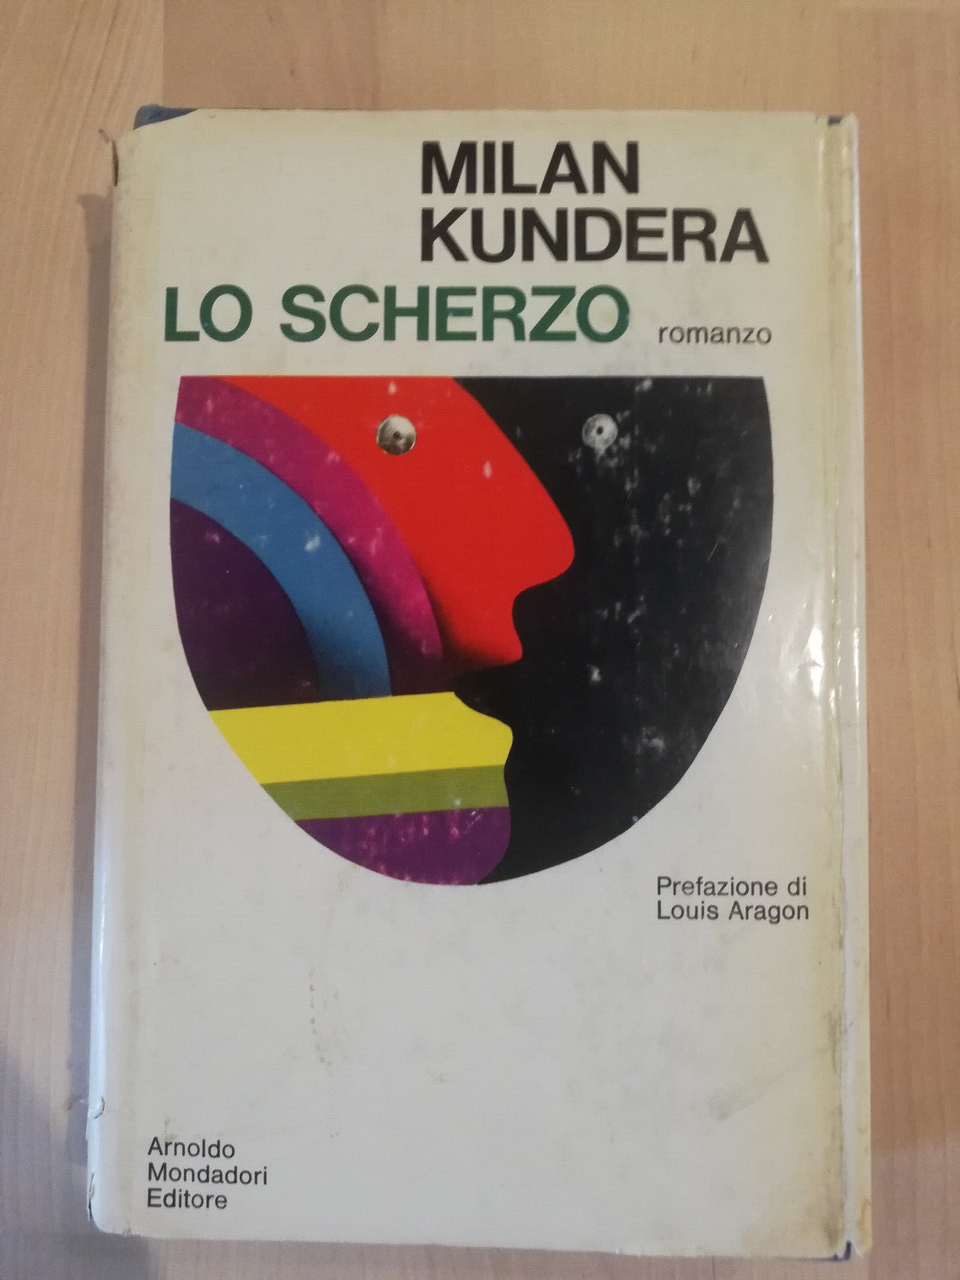 MILAN
KUNDERA
LO SCHERZO romanzo
Prefazione di
Louis Aragon
Arnoldo
Mondadori
Editore